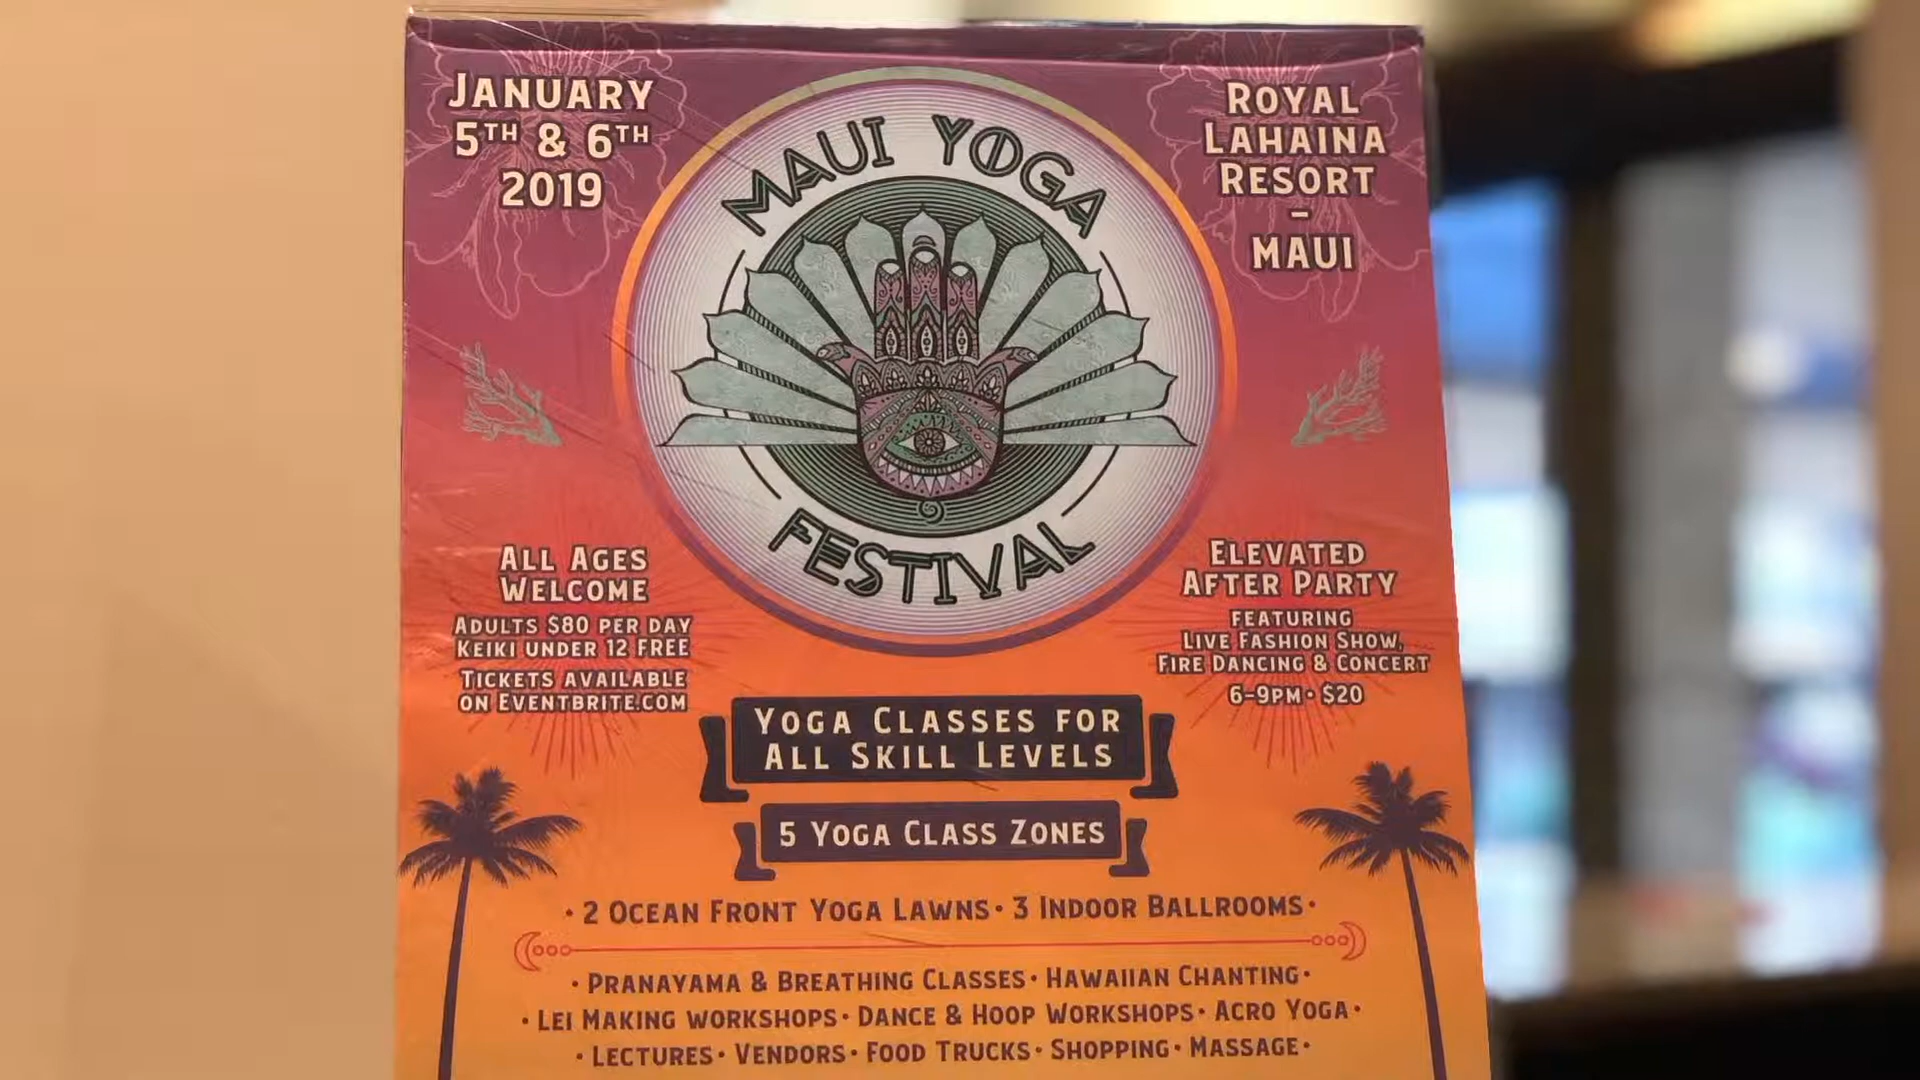 JANUARY
5TH & 6TH
2019
MAUI YOGA
FESTIVAL
ROYAL
LAHAINA
RESORT
-
MAUI
ALL AGES
WELCOME
ADULTS $80 PER DAY
KEIKI UNDER 12 FREE
TICKETS AVAILABLE
ON EVENTBRITE.COM
ELEVATED
AFTER PARTY
FEATURING
LIVE FASHION SHOW,
FIRE DANCING & CONCERT
6-9PM • $20
YOGA CLASSES FOR
ALL SKILL LEVELS
5 YOGA CLASS ZONES
• 2 OCEAN FRONT YOGA LAWNS • 3 INDOOR BALLROOMS •
• PRANAYAMA & BREATHING CLASSES • HAWAIIAN CHANTING •
• LEI MAKING WORKSHOPS • DANCE & HOOP WORKSHOPS • ACRO YOGA •
• LECTURES • VENDORS • FOOD TRUCKS • SHOPPING • MASSAGE •